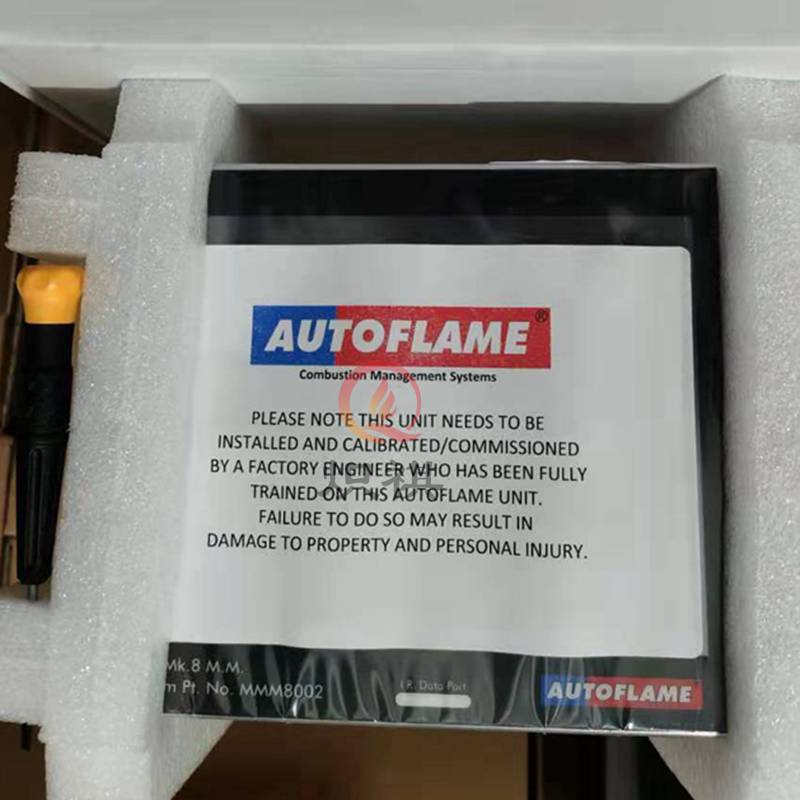 AUTOFLAME®
Combustion Management Systems
PLEASE NOTE THIS UNIT NEEDS TO BE
INSTALLED AND CALIBRATED/COMMISSIONED
BY A FACTORY ENGINEER WHO HAS BEEN FULLY
TRAINED ON THIS AUTOFLAME UNIT.
FAILURE TO DO SO MAY RESULT IN
DAMAGE TO PROPERTY AND PERSONAL INJURY.
Mk.8 M.M.
Pt. No. MMM8002
I.R. Data Port
AUTOFLAME